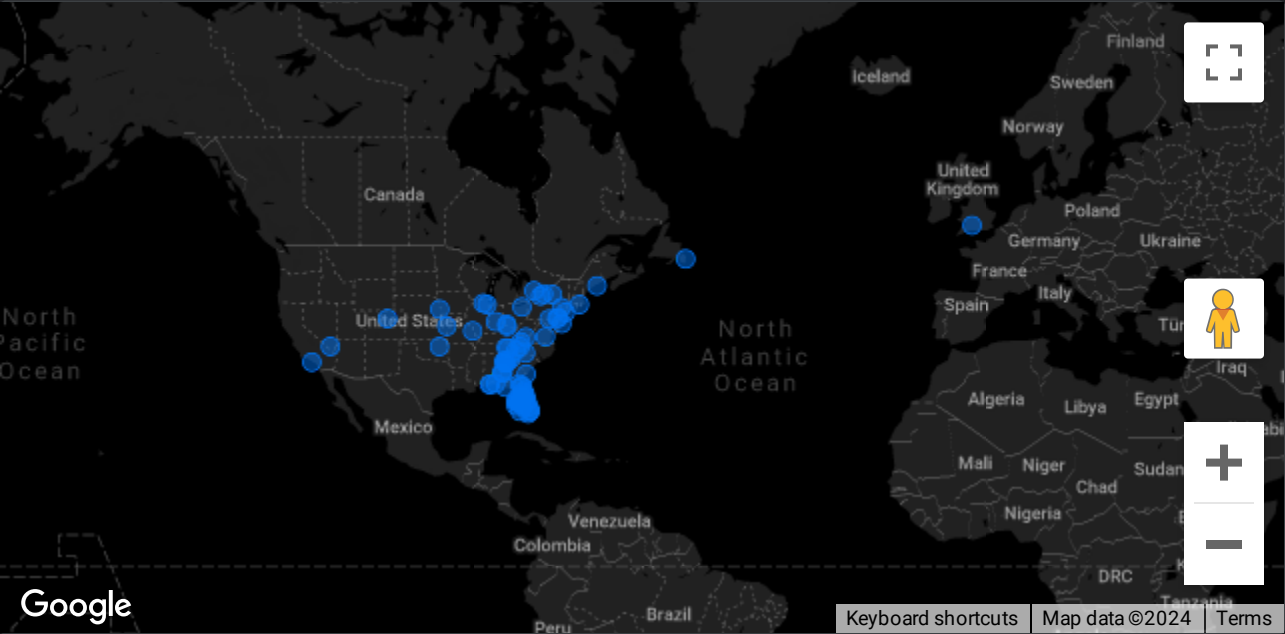 Finland
Iceland
Sweden
Norway
United
Kingdom
Canada
Poland
Germany
Ukraine
France
Italy
Spain
North
Pacific
Ocean
United States
North
Atlantic
Ocean
Tür
Iraq
Algeria
Libya
Egypt
Mexico
Mali
Niger
Sudan
Chad
Nigeria
Venezuela
Colombia
DRC
Tanzania
Brazil
Peru
Google
Keyboard shortcuts
Map data ©2024
Terms